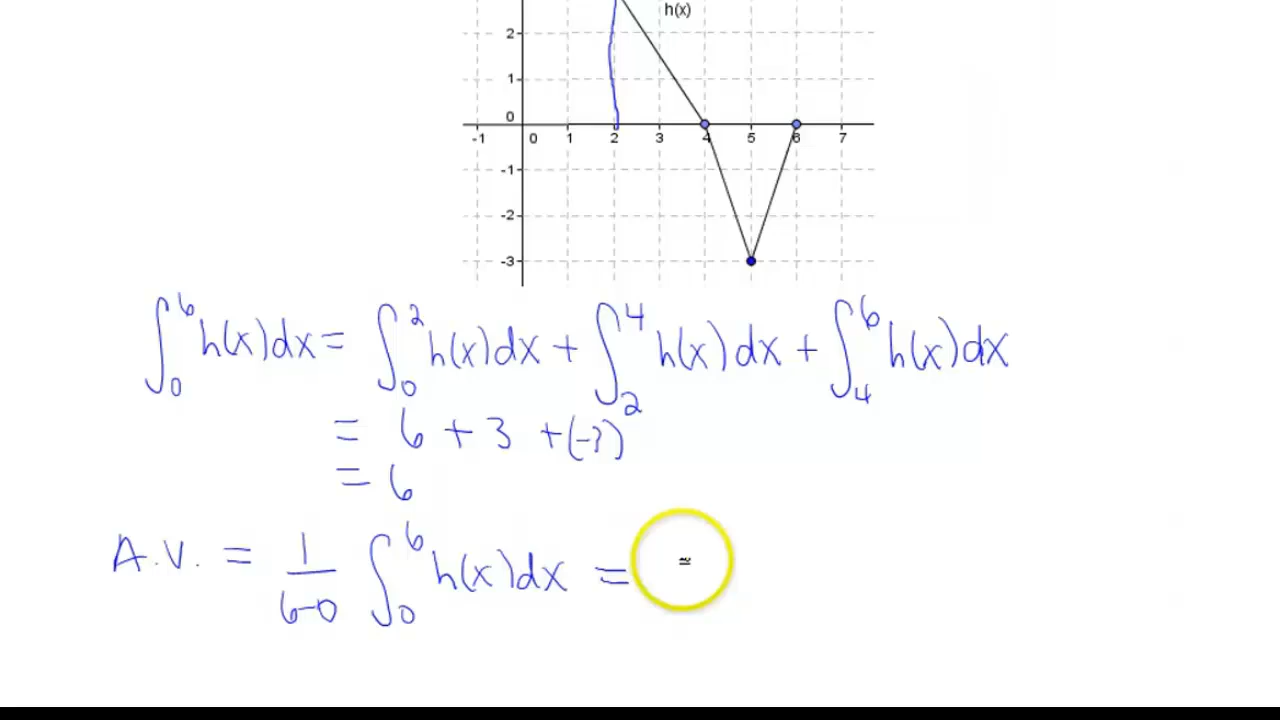 h(x)
2
1
0
-1 0 1 2 3 4 5 6 7
-1
-2
-3
∫₀⁶ h(x)dx = ∫₀² h(x)dx + ∫₂⁴ h(x)dx + ∫₄⁶ h(x)dx
= 6 + 3 + (-3)
= 6
A.V. = 1/(6-0) ∫₀⁶ h(x)dx =